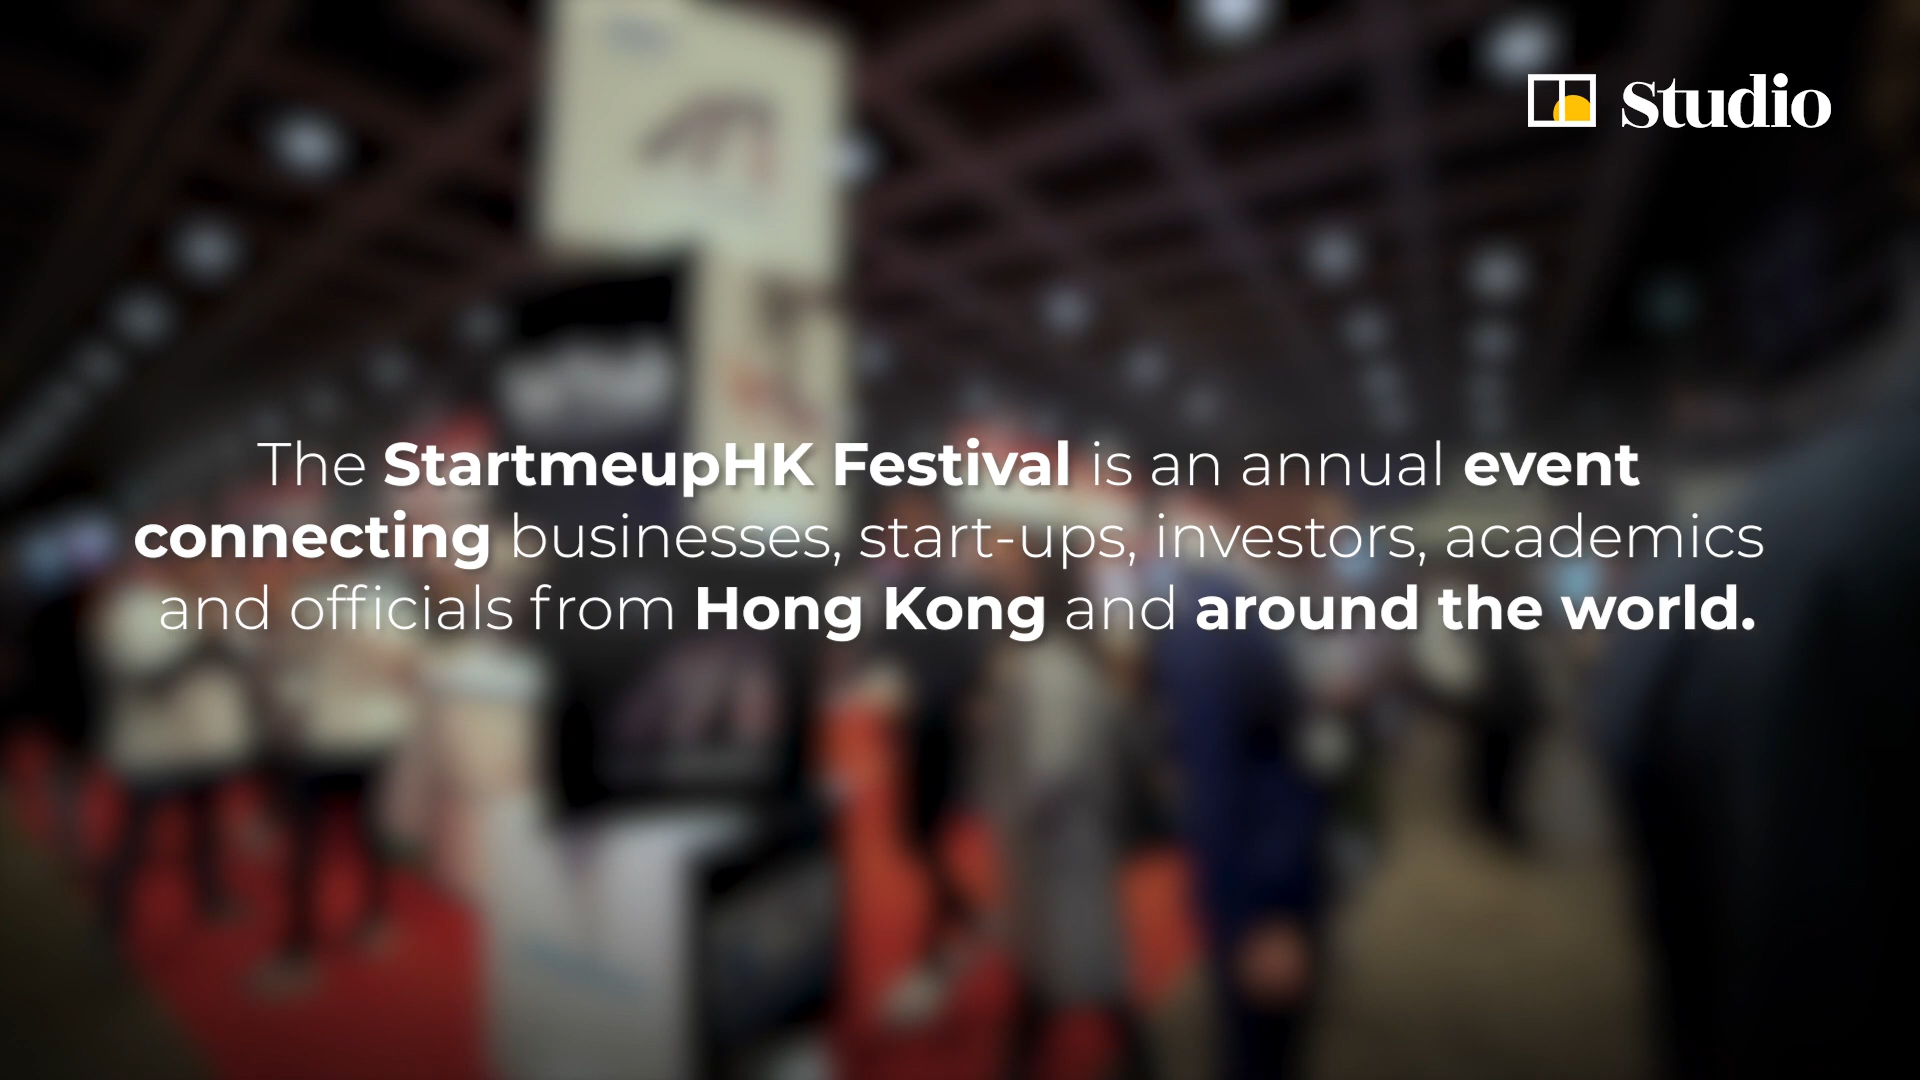 Studio
The StartmeupHK Festival is an annual event
connecting businesses, start-ups, investors, academics
and officials from Hong Kong and around the world.